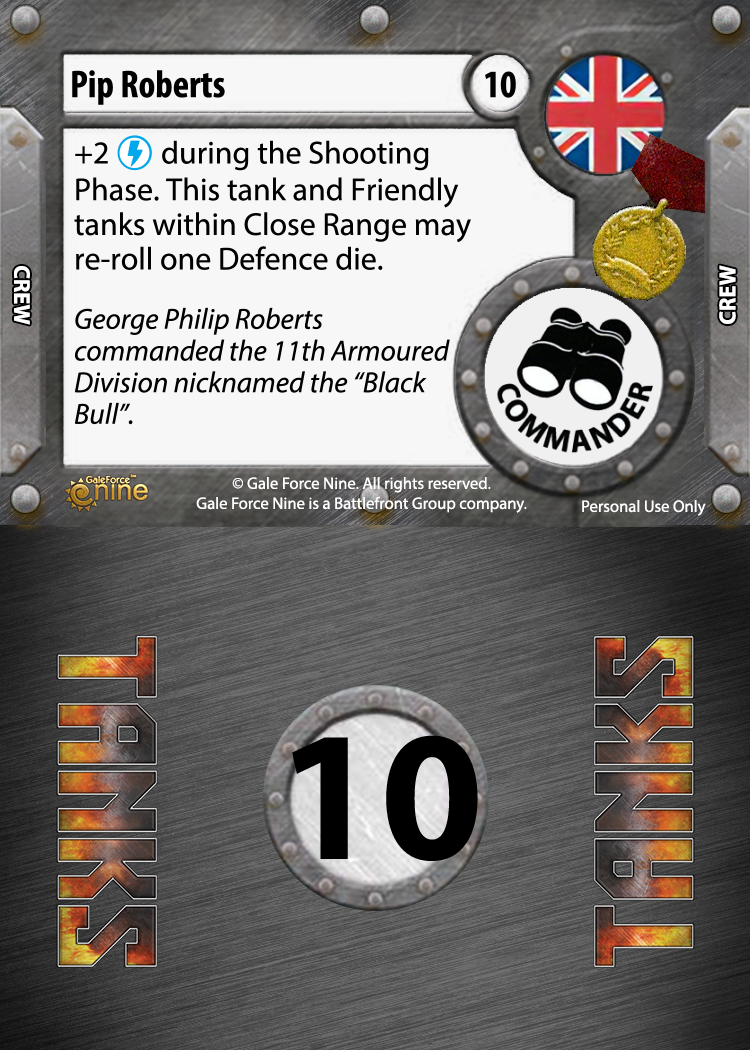 Pip Roberts
10
+2 during the Shooting
Phase. This tank and Friendly
tanks within Close Range may
re-roll one Defence die.
George Philip Roberts
commanded the 11th Armoured
Division nicknamed the “Black
Bull”.
CREW
CREW
COMMANDER
GaleForce™
nine
© Gale Force Nine. All rights reserved.
Gale Force Nine is a Battlefront Group company.
Personal Use Only
TANKS
10
TANKS